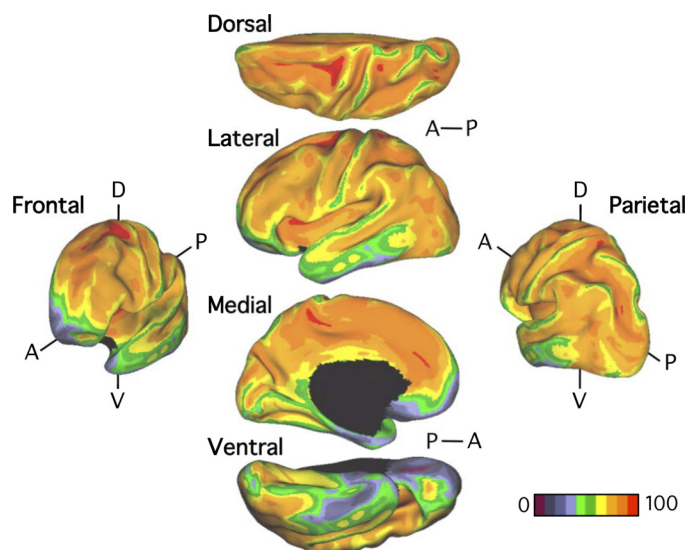 Dorsal
A—P
Lateral
Frontal
D
P
A
V
D
Parietal
A
P
V
Medial
P—A
Ventral
0 100